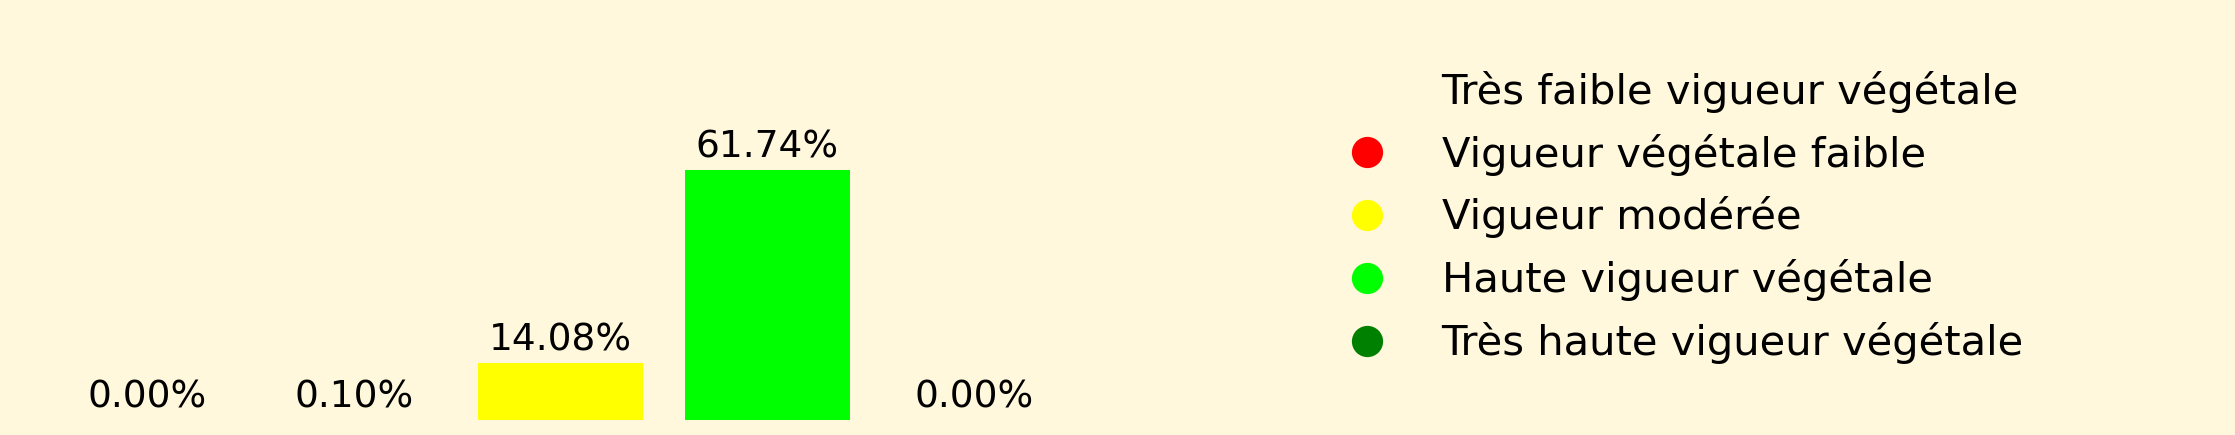 61.74%
14.08%
0.00%
0.10%
0.00%
Très faible vigueur végétale
Vigueur végétale faible
Vigueur modérée
Haute vigueur végétale
Très haute vigueur végétale